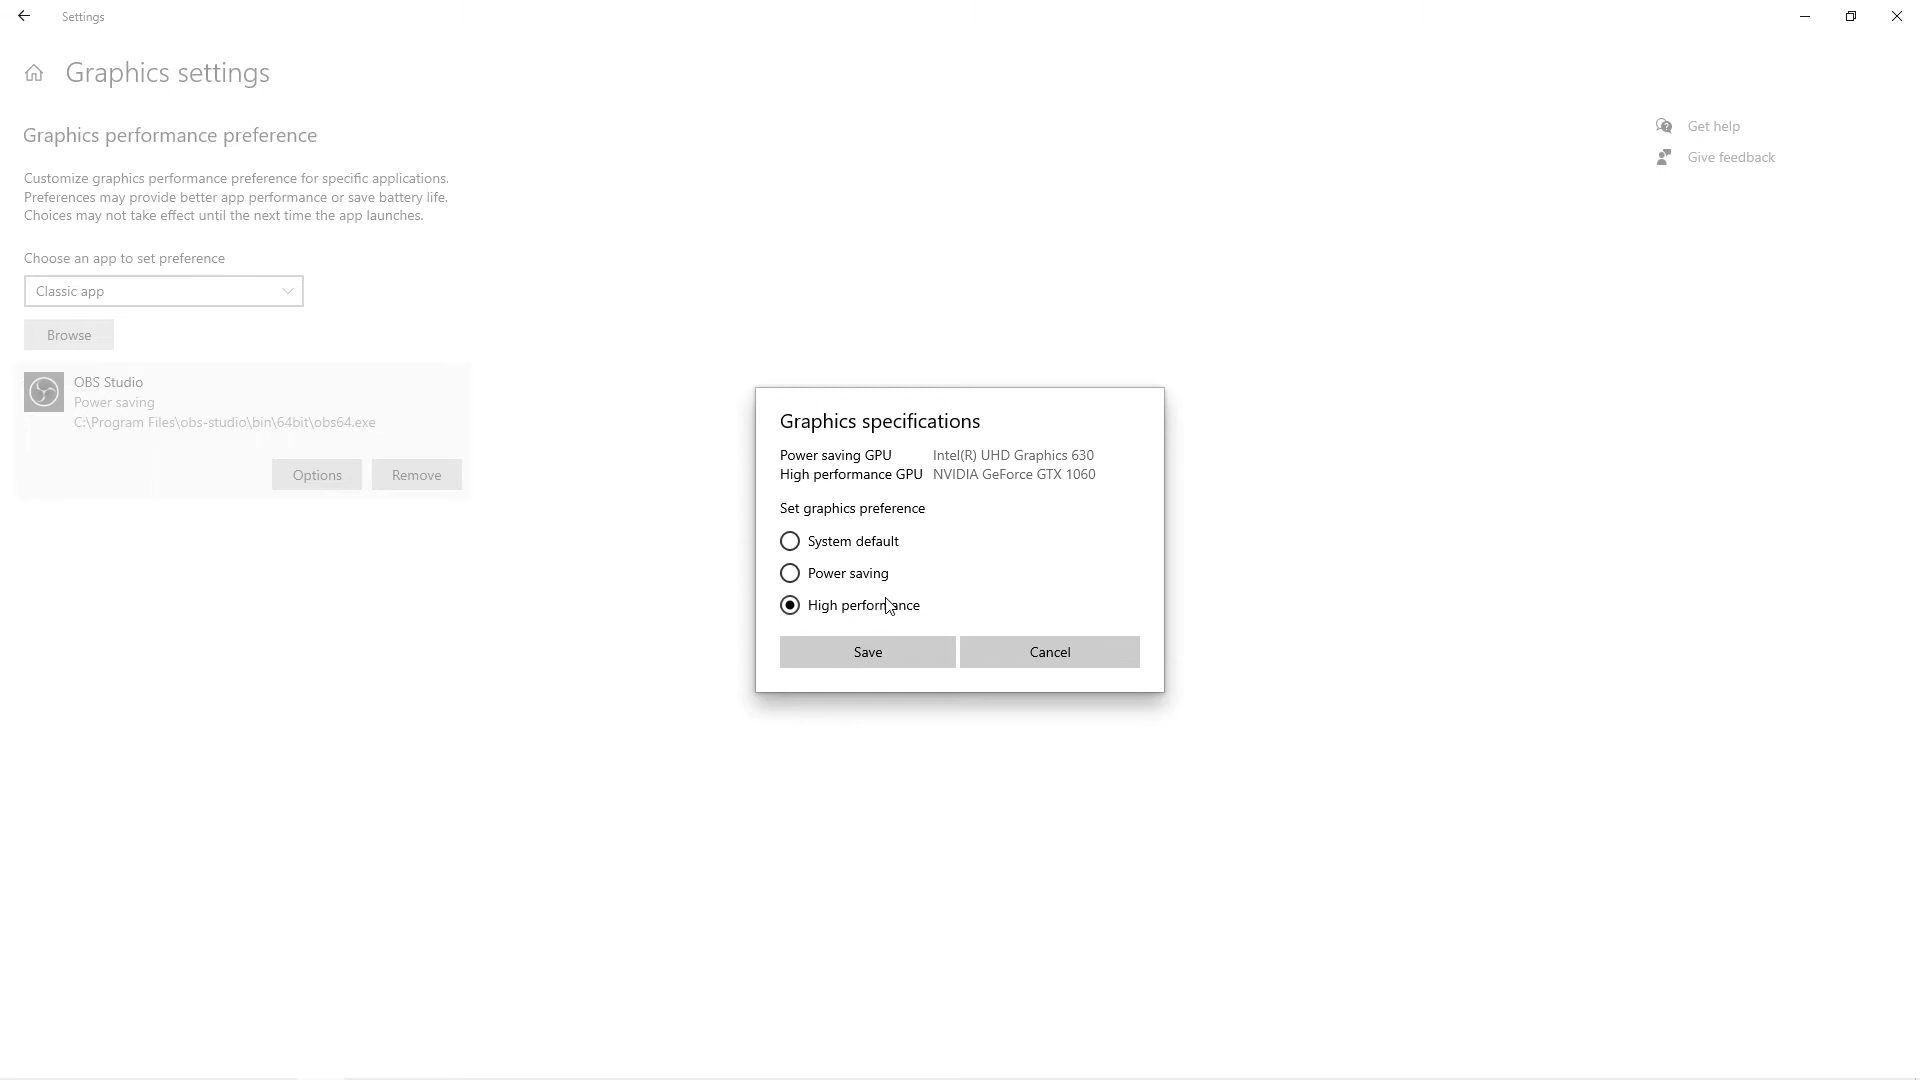 Settings
Graphics settings
Graphics performance preference
Customize graphics performance preference for specific applications.
Preferences may provide better app performance or save battery life.
Choices may not take effect until the next time the app launches.
Choose an app to set preference
Classic app
Browse
OBS Studio
Power saving
C:\Program Files\obs-studio\bin\64bit\obs64.exe
Options Remove
Get help
Give feedback
Graphics specifications
Power saving GPU Intel(R) UHD Graphics 630
High performance GPU NVIDIA GeForce GTX 1060
Set graphics preference
System default
Power saving
High performance
Save Cancel